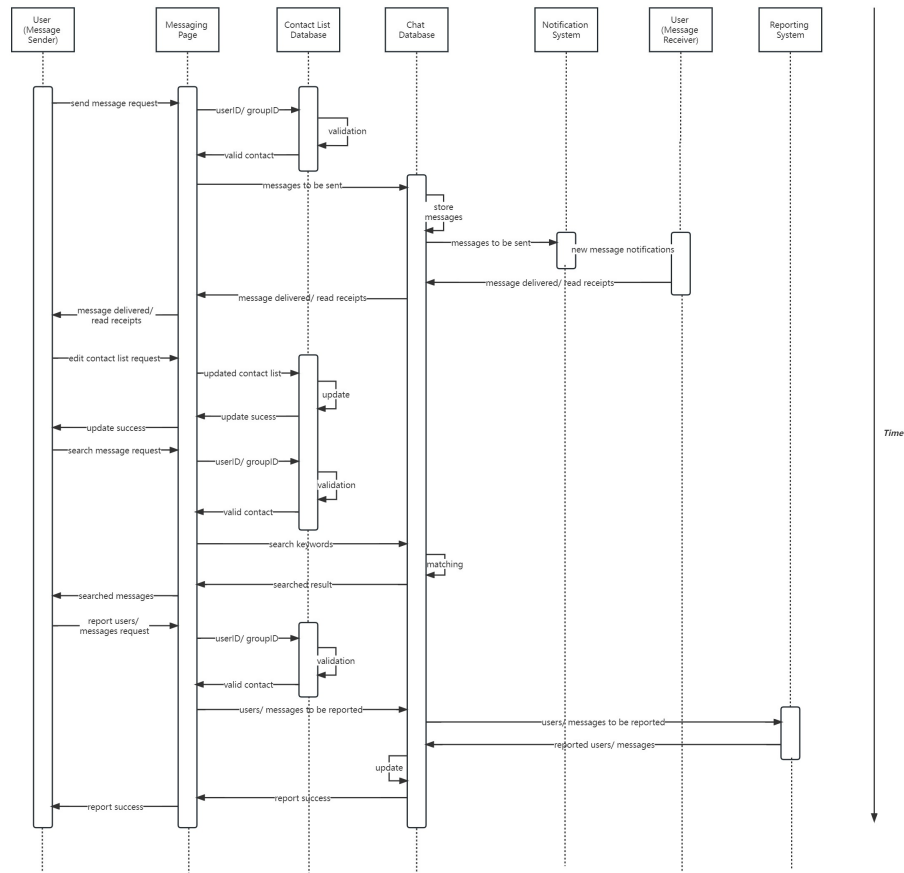 User
(Message
Sender)
Messaging
Page
Contact List
Database
Chat
Database
Notification
System
User
(Message
Receiver)
Reporting
System
send message request
userID/ groupID
validation
valid contact
messages to be sent
store
messages
messages to be sent
new message notifications
message delivered/ read receipts
message delivered/ read receipts
message delivered/
read receipts
edit contact list request
updated contact list
update
update sucess
update success
Time
search message request
userID/ groupID
validation
valid contact
search keywords
matching
searched result
searched messages
report users/
messages request
userID/ groupID
validation
valid contact
users/ messages to be reported
users/ messages to be reported
reported users/ messages
update
report success
report success